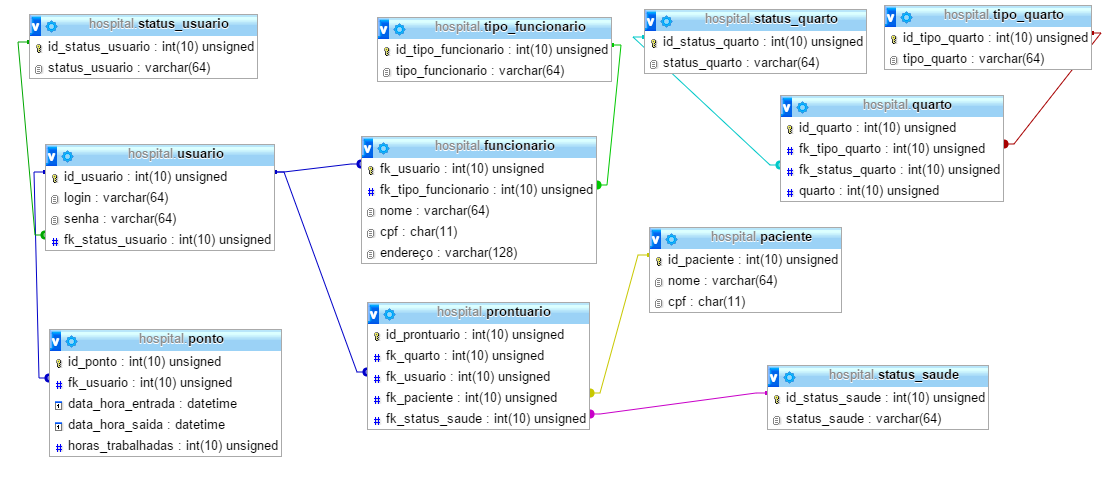 hospital.status_usuario
id_status_usuario : int(10) unsigned
status_usuario : varchar(64)
hospital.tipo_funcionario
id_tipo_funcionario : int(10) unsigned
tipo_funcionario : varchar(64)
hospital.status_quarto
id_status_quarto : int(10) unsigned
status_quarto : varchar(64)
hospital.tipo_quarto
id_tipo_quarto : int(10) unsigned
tipo_quarto : varchar(64)
hospital.quarto
id_quarto : int(10) unsigned
fk_tipo_quarto : int(10) unsigned
fk_status_quarto : int(10) unsigned
quarto : int(10) unsigned
hospital.usuario
id_usuario : int(10) unsigned
login : varchar(64)
senha : varchar(64)
fk_status_usuario : int(10) unsigned
hospital.funcionario
fk_usuario : int(10) unsigned
fk_tipo_funcionario : int(10) unsigned
nome : varchar(64)
cpf : char(11)
endereço : varchar(128)
hospital.paciente
id_paciente : int(10) unsigned
nome : varchar(64)
cpf : char(11)
hospital.ponto
id_ponto : int(10) unsigned
fk_usuario : int(10) unsigned
data_hora_entrada : datetime
data_hora_saida : datetime
horas_trabalhadas : int(10) unsigned
hospital.prontuario
id_prontuario : int(10) unsigned
fk_quarto : int(10) unsigned
fk_usuario : int(10) unsigned
fk_paciente : int(10) unsigned
fk_status_saude : int(10) unsigned
hospital.status_saude
id_status_saude : int(10) unsigned
status_saude : varchar(64)